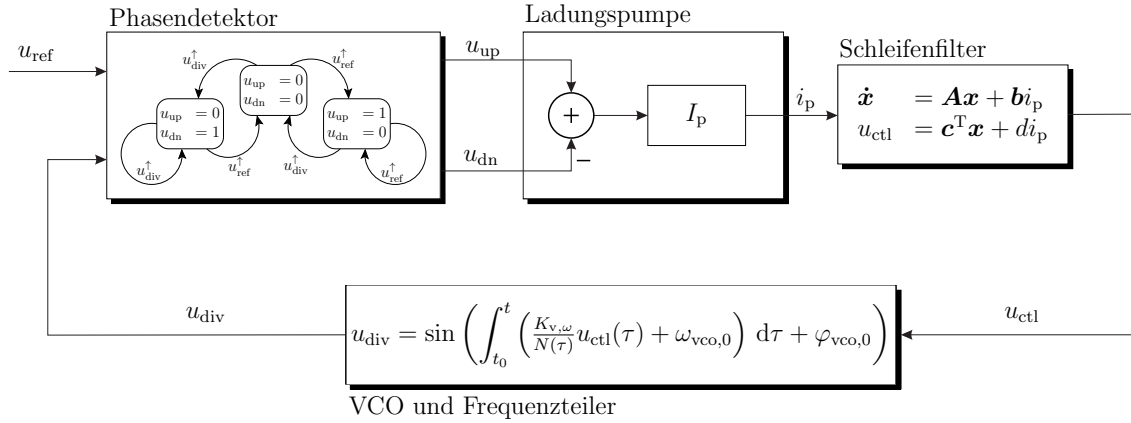 Phasendetektor
Ladungspumpe
Schleifenfilter
u_ref
u_div^↑
u_ref^↑
u_up = 0
u_dn = 0
u_up = 0
u_dn = 1
u_up = 1
u_dn = 0
u_div^↑
u_ref^↑
u_div^↑
u_ref^↑
u_up
u_dn
+
−
I_p
i_p
ẋ = Ax + bi_p
u_ctl = c^T x + di_p
u_div
u_div = sin ( ∫_{t_0}^{t} ( K_{v,ω}/N(τ) u_ctl(τ) + ω_{vco,0} ) dτ + φ_{vco,0} )
u_ctl
VCO und Frequenzteiler